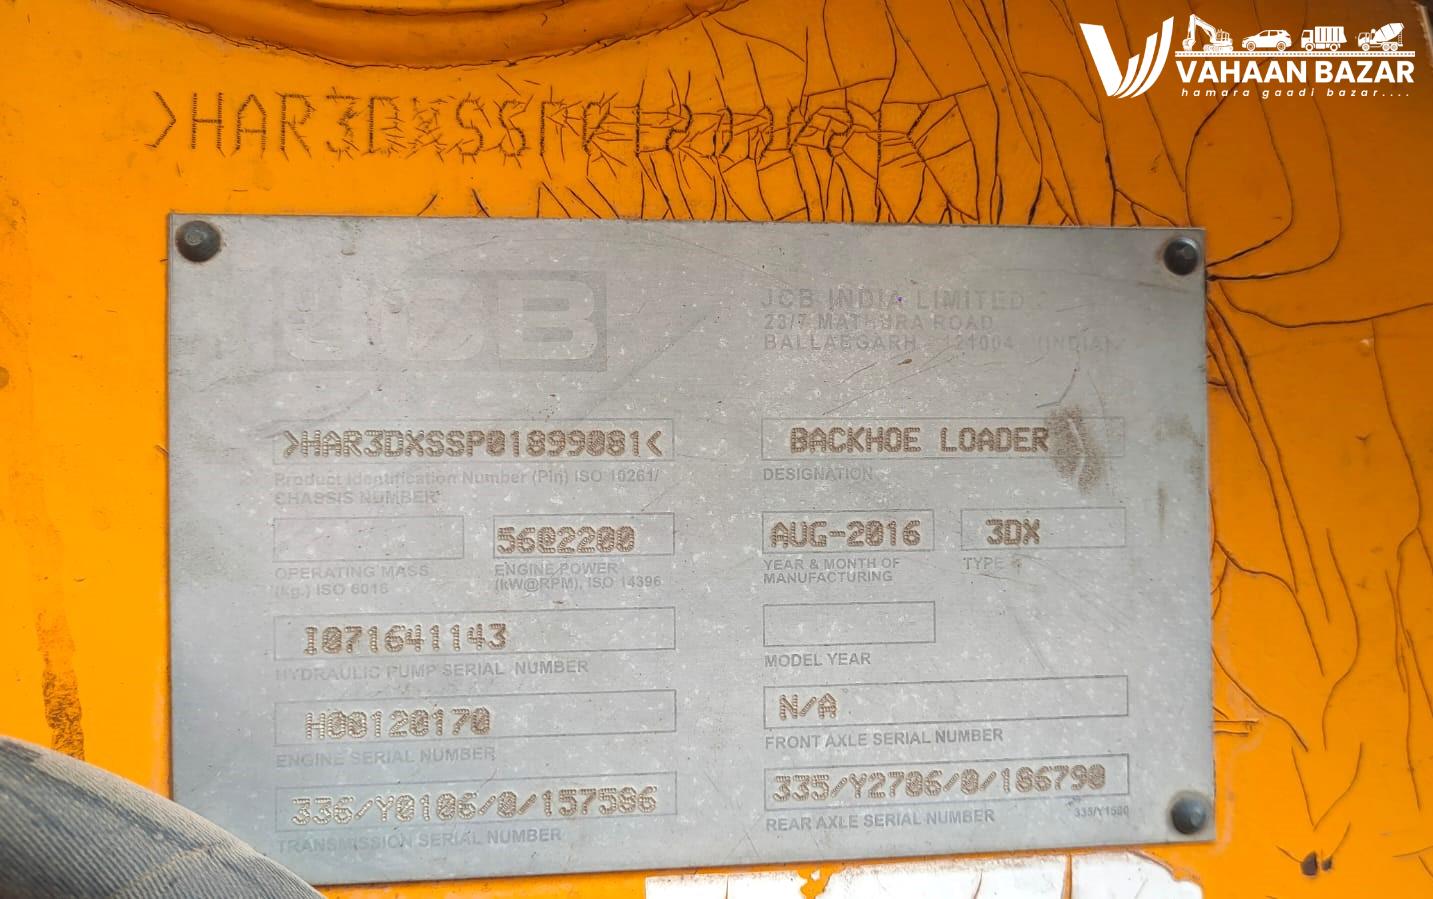 VAHAAN BAZAR
hamara gaadi bazar....
>HAR3DXSS
JCB
JCB INDIA LIMITED
23/7 MATHURA ROAD
BALLABGARH - 121004 (INDIA)
>HAR3DXSSP01899081<
Product Identification Number (Pin) ISO 10261/
CHASSIS NUMBER
BACKHOE LOADER
DESIGNATION
OPERATING MASS
(kg.) ISO 6016
56@2200
ENGINE POWER
(kW@RPM), ISO 14396
AUG-2016
YEAR & MONTH OF
MANUFACTURING
3DX
TYPE
I071641143
HYDRAULIC PUMP SERIAL NUMBER
MODEL YEAR
H00120170
ENGINE SERIAL NUMBER
N/A
FRONT AXLE SERIAL NUMBER
336/Y0106/0/157586
TRANSMISSION SERIAL NUMBER
335/Y2706/0/186790
REAR AXLE SERIAL NUMBER